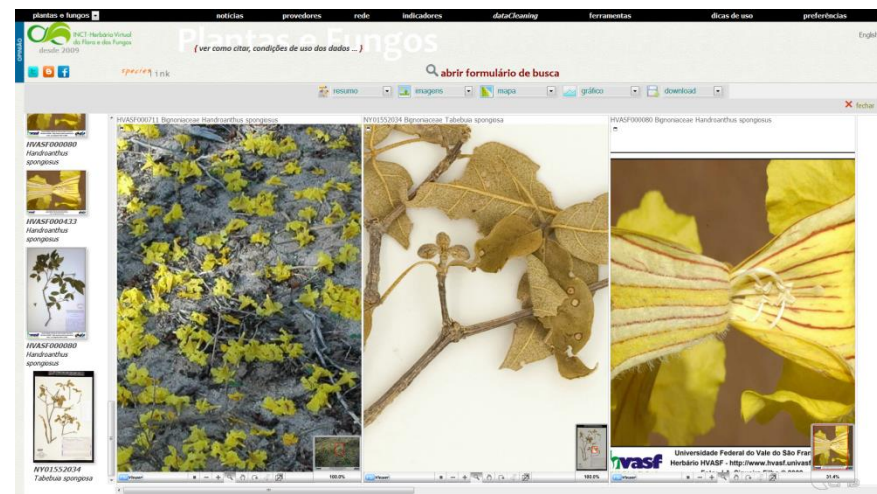 plantas e fungos notícias provedores rede indicadores dataCleaning ferramentas dicas de uso preferências
OPINIÃO
INCT-Herbário Virtual
da Flora e dos Fungos
desde 2009
Plantas e Fungos
{ ver como citar, condições de uso dos dados ... }
English
species link
abrir formulário de busca
resumo imagens mapa gráfico download
fechar
HVASF000711 Bignoniaceae Handroanthus spongiosus
NY01552034 Bignoniaceae Tabebuia spongiosa
HVASF000080 Bignoniaceae Handroanthus spongiosus
HVASF000080
Handroanthus
spongiosus
HVASF000433
Handroanthus
spongiosus
HVASF000080
Handroanthus
spongiosus
NY01552034
Tabebuia spongiosa
Universidade Federal do Vale do São Fran
hvasf Herbário HVASF - http://www.hvasf.univasf
100.0%
100.0%
31.4%